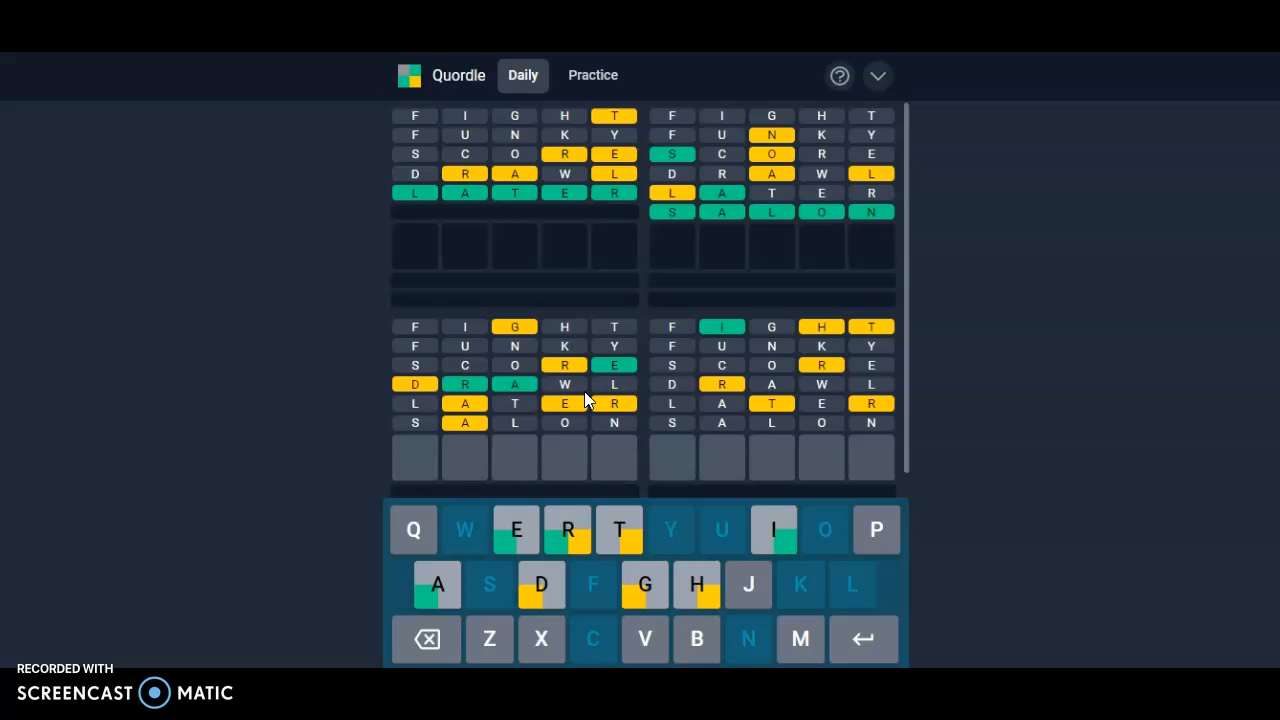 Quordle Daily Practice
F I G H T F I G H T
F U N K Y F U N K Y
S C O R E S C O R E
D R A W L D R A W L
L A T E R L A T E R
S A L O N
F I G H T F I G H T
F U N K Y F U N K Y
S C O R E S C O R E
D R A W L D R A W L
L A T E R L A T E R
S A L O N S A L O N
Q W E R T Y U I O P
A S D F G H J K L
Z X C V B N M
RECORDED WITH
SCREENCAST MATIC